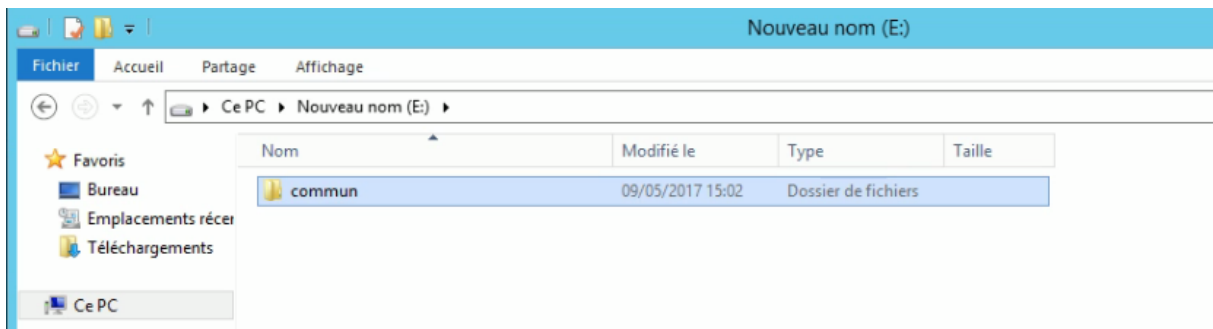 Nouveau nom (E:)
Fichier Accueil Partage Affichage
Ce PC Nouveau nom (E:)
Nom Modifié le Type Taille
commun 09/05/2017 15:02 Dossier de fichiers
Favoris
Bureau
Emplacements récer
Téléchargements
Ce PC